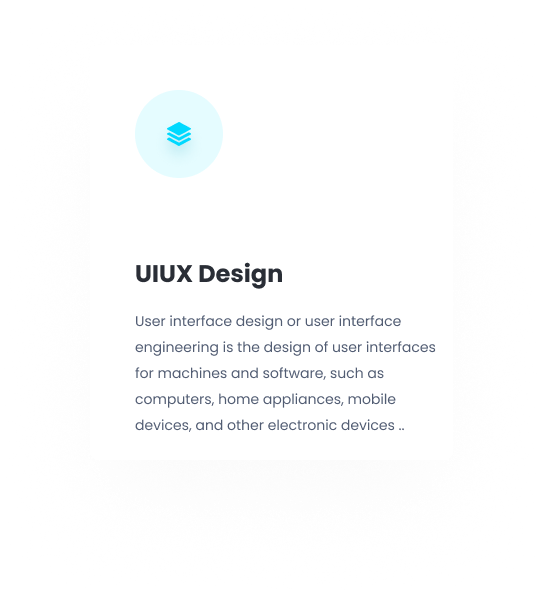 UIUX Design
User interface design or user interface
engineering is the design of user interfaces
for machines and software, such as
computers, home appliances, mobile
devices, and other electronic devices ..